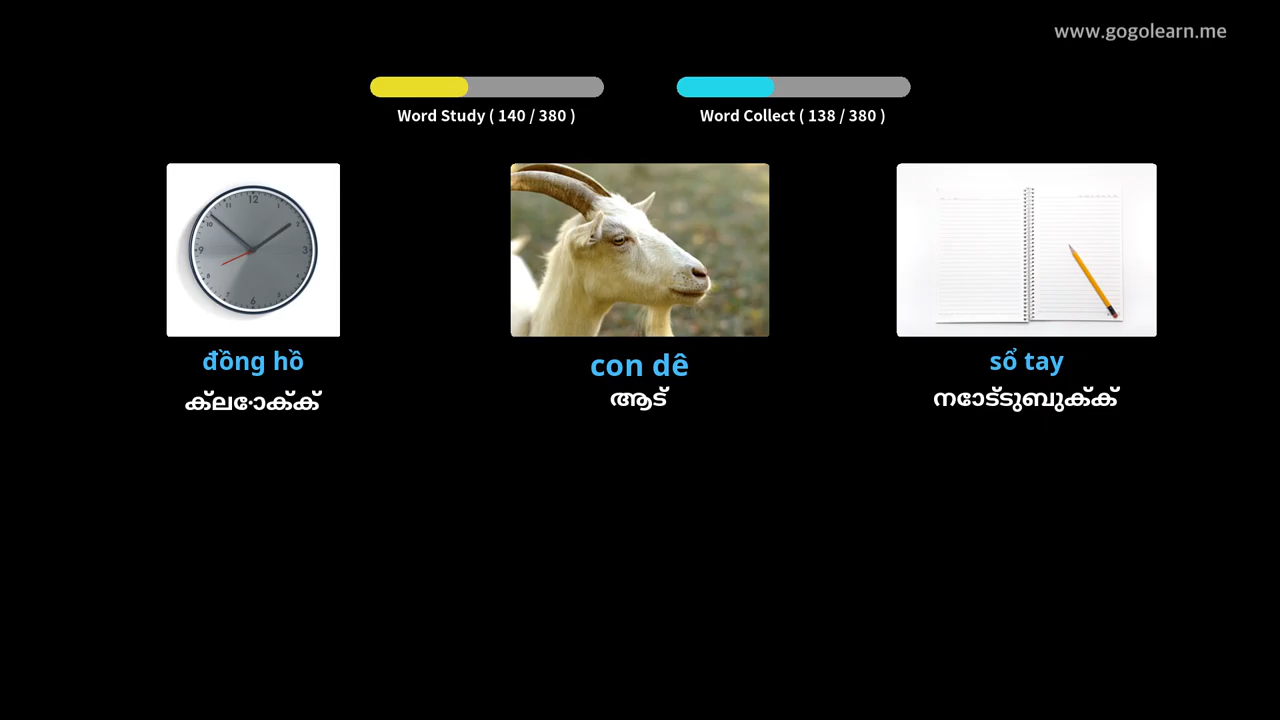 www.gogolearn.me
Word Study ( 140 / 380 )
Word Collect ( 138 / 380 )
đồng hồ
con dê
sổ tay
ക്ലോക്ക്
ആട്
നോട്ടുബുക്ക്